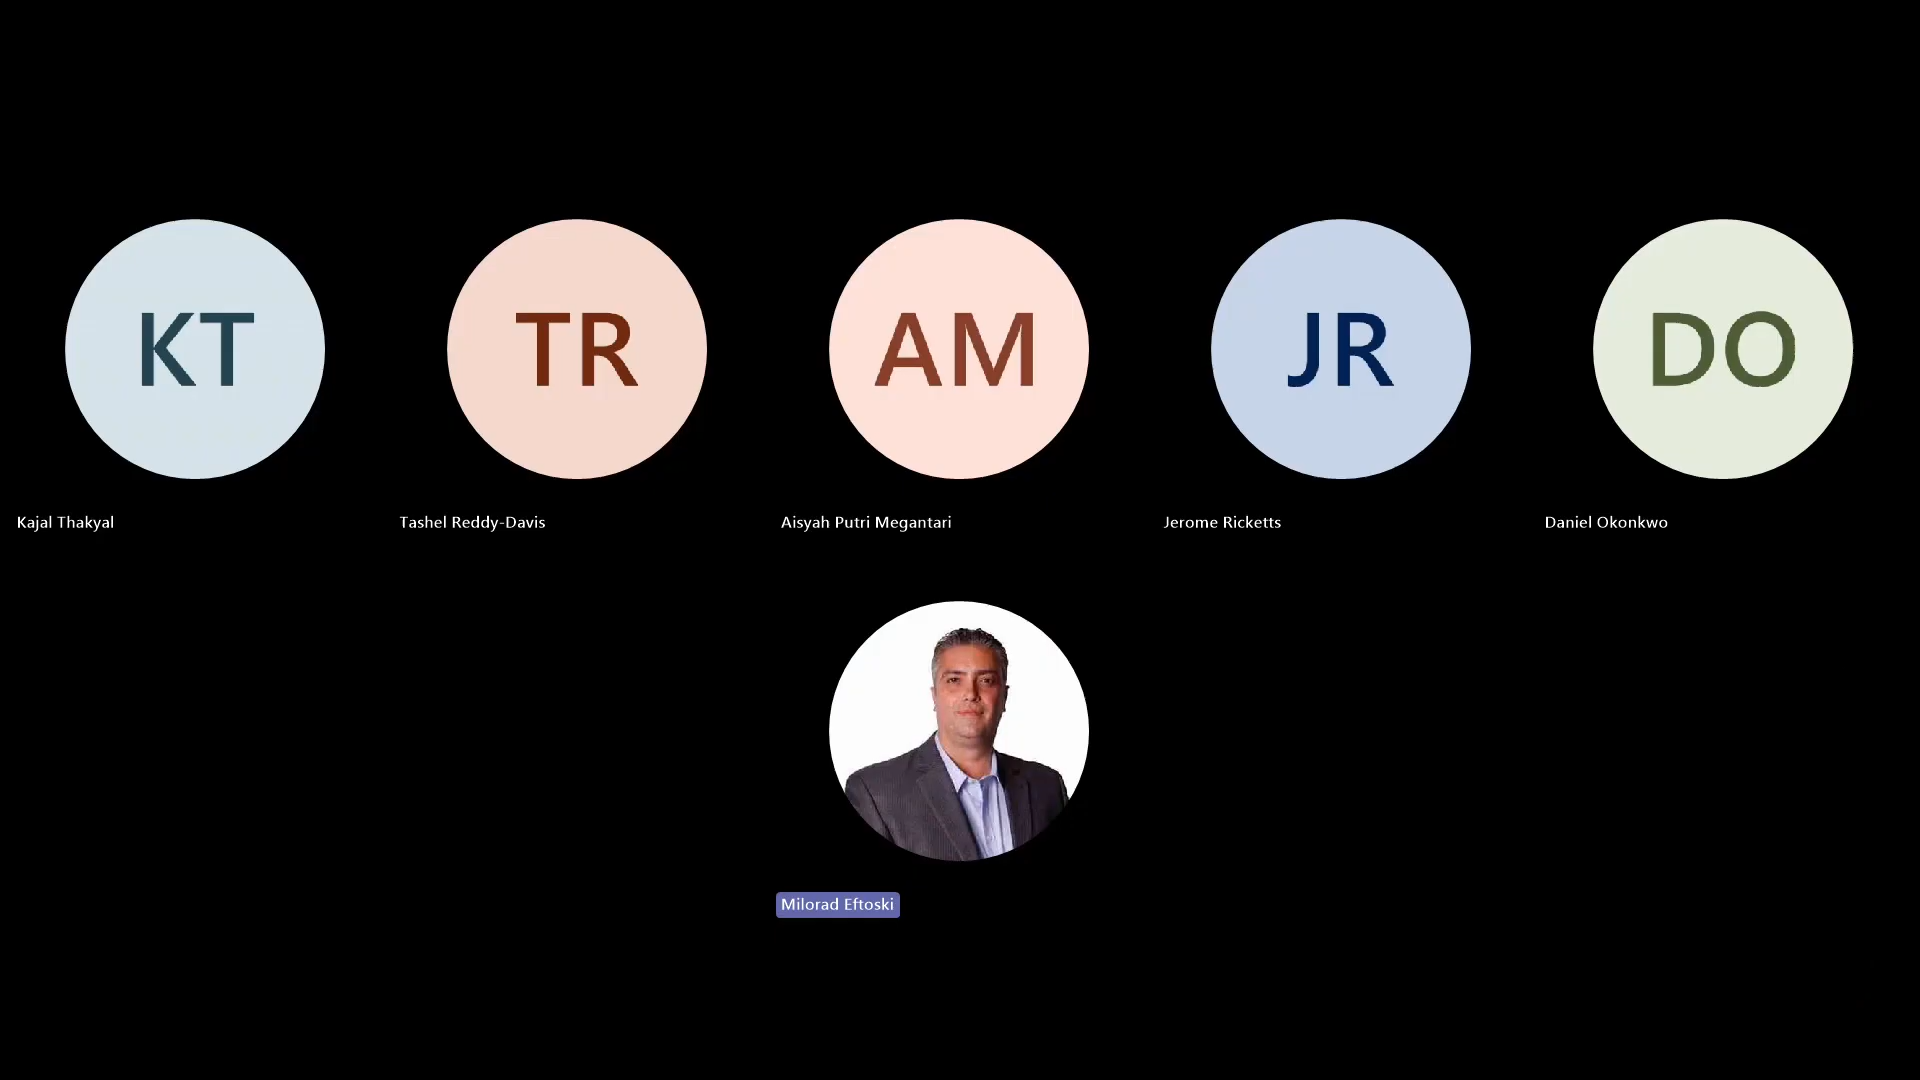 KT
TR
AM
JR
DO
Kajal Thakyal
Tashel Reddy-Davis
Aisyah Putri Megantari
Jerome Ricketts
Daniel Okonkwo
Milorad Eftoski